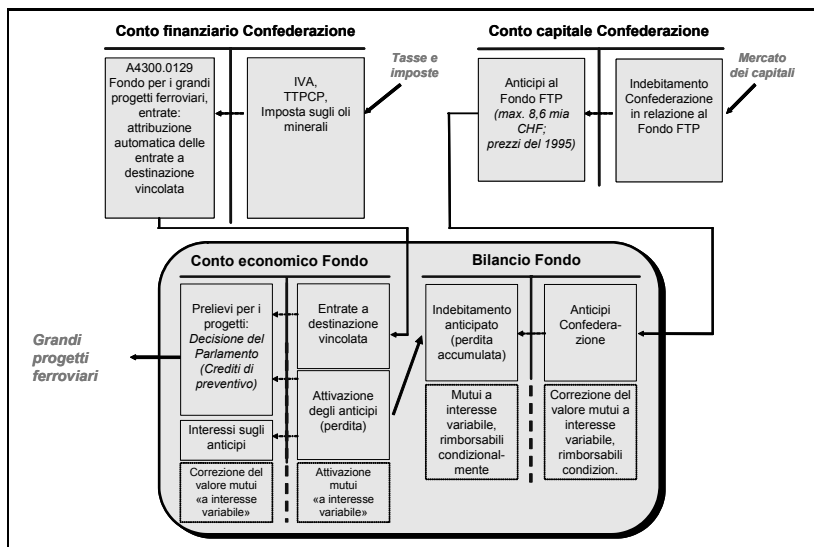 Conto finanziario Confederazione
A4300.0129
Fondo per i grandi
progetti ferroviari,
entrate:
attribuzione
automatica delle
entrate a
destinazione
vincolata
IVA,
TTPCP,
Imposta sugli oli
minerali
Tasse e
imposte
Conto capitale Confederazione
Anticipi al
Fondo FTP
(max. 8,6 mia
CHF;
prezzi del 1995)
Indebitamento
Confederazione
in relazione al
Fondo FTP
Mercato
dei capitali
Conto economico Fondo
Prelievi per i
progetti:
Decisione del
Parlamento
(Crediti di
preventivo)
Interessi sugli
anticipi
Correzione del
valore mutui
«a interesse
variabile»
Entrate a
destinazione
vincolata
Attivazione
degli anticipi
(perdita)
Attivazione
mutui
«a interesse
variabile»
Bilancio Fondo
Indebitamento
anticipato
(perdita
accumulata)
Mutui a
interesse
variabile,
rimborsabili
condizional-
mente
Anticipi
Confedera-
zione
Correzione del
valore mutui a
interesse
variabile,
rimborsabili
condizion.
Grandi
progetti
ferroviari